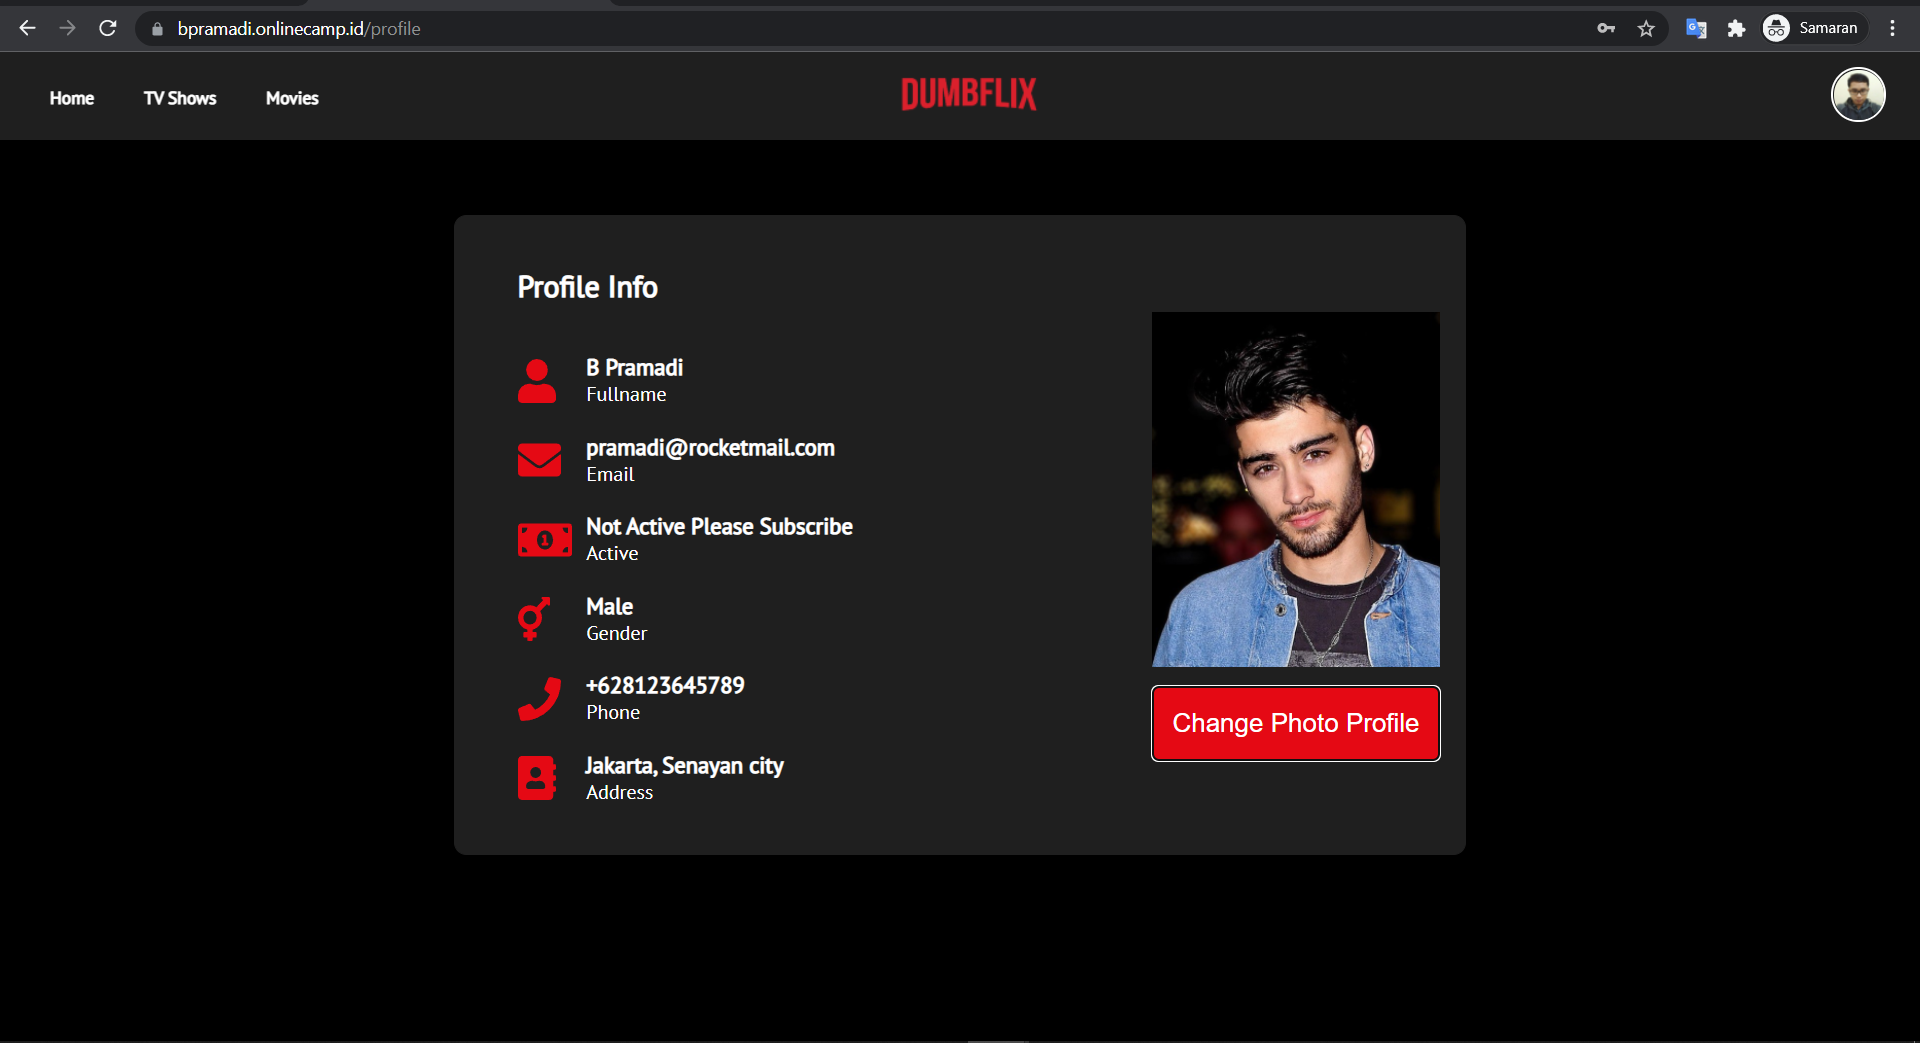 bpramadi.onlinecamp.id/profile
Samaran
Home
TV Shows
Movies
DUMBFLIX
Profile Info
B Pramadi
Fullname
pramadi@rocketmail.com
Email
1
Not Active Please Subscribe
Active
Male
Gender
+628123645789
Phone
Jakarta, Senayan city
Address
Change Photo Profile